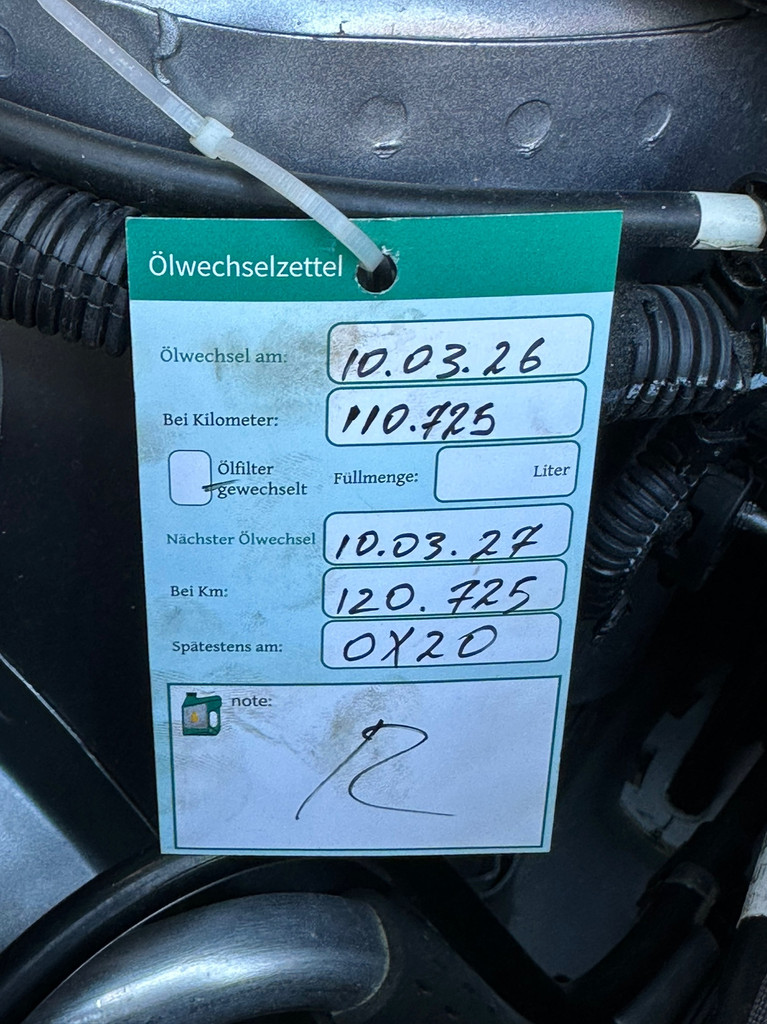 Ölwechselzettel
Ölwechsel am: 10.03.26
Bei Kilometer: 110.725
Ölfilter
gewechselt
Füllmenge: Liter
Nächster Ölwechsel 10.03.27
Bei Km: 120.725
Spätestens am: 0X20
note:
R